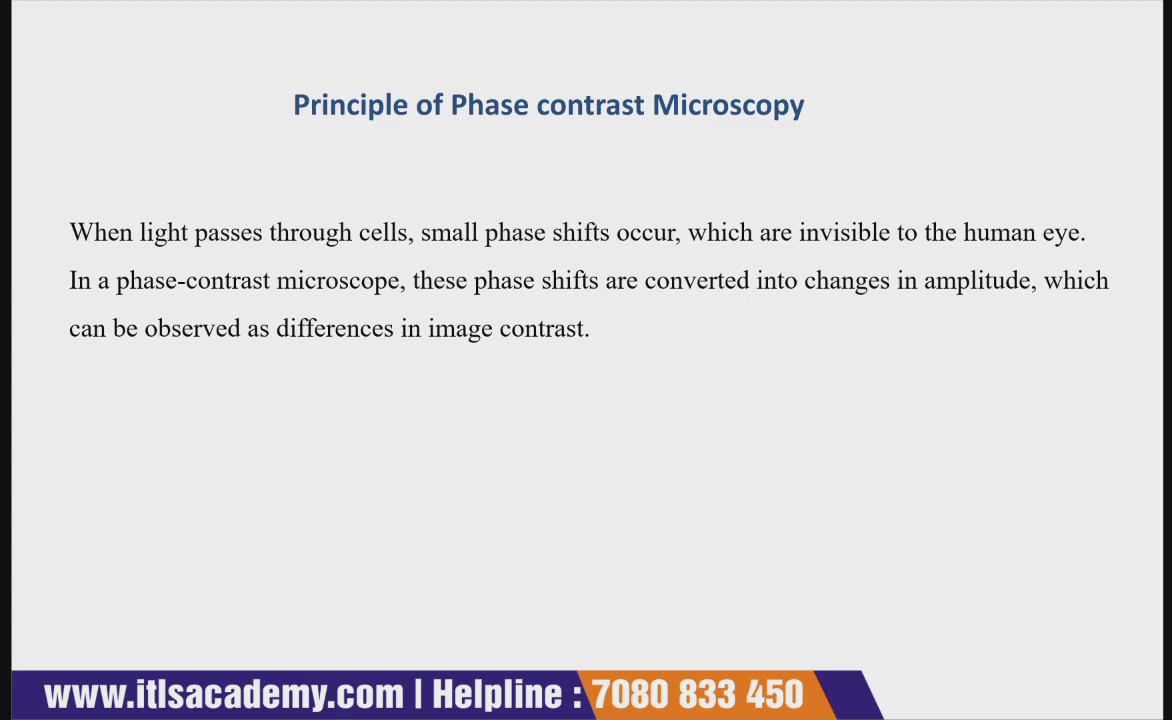 Principle of Phase contrast Microscopy
When light passes through cells, small phase shifts occur, which are invisible to the human eye.
In a phase-contrast microscope, these phase shifts are converted into changes in amplitude, which
can be observed as differences in image contrast.
www.itlsacademy.com | Helpline : 7080 833 450